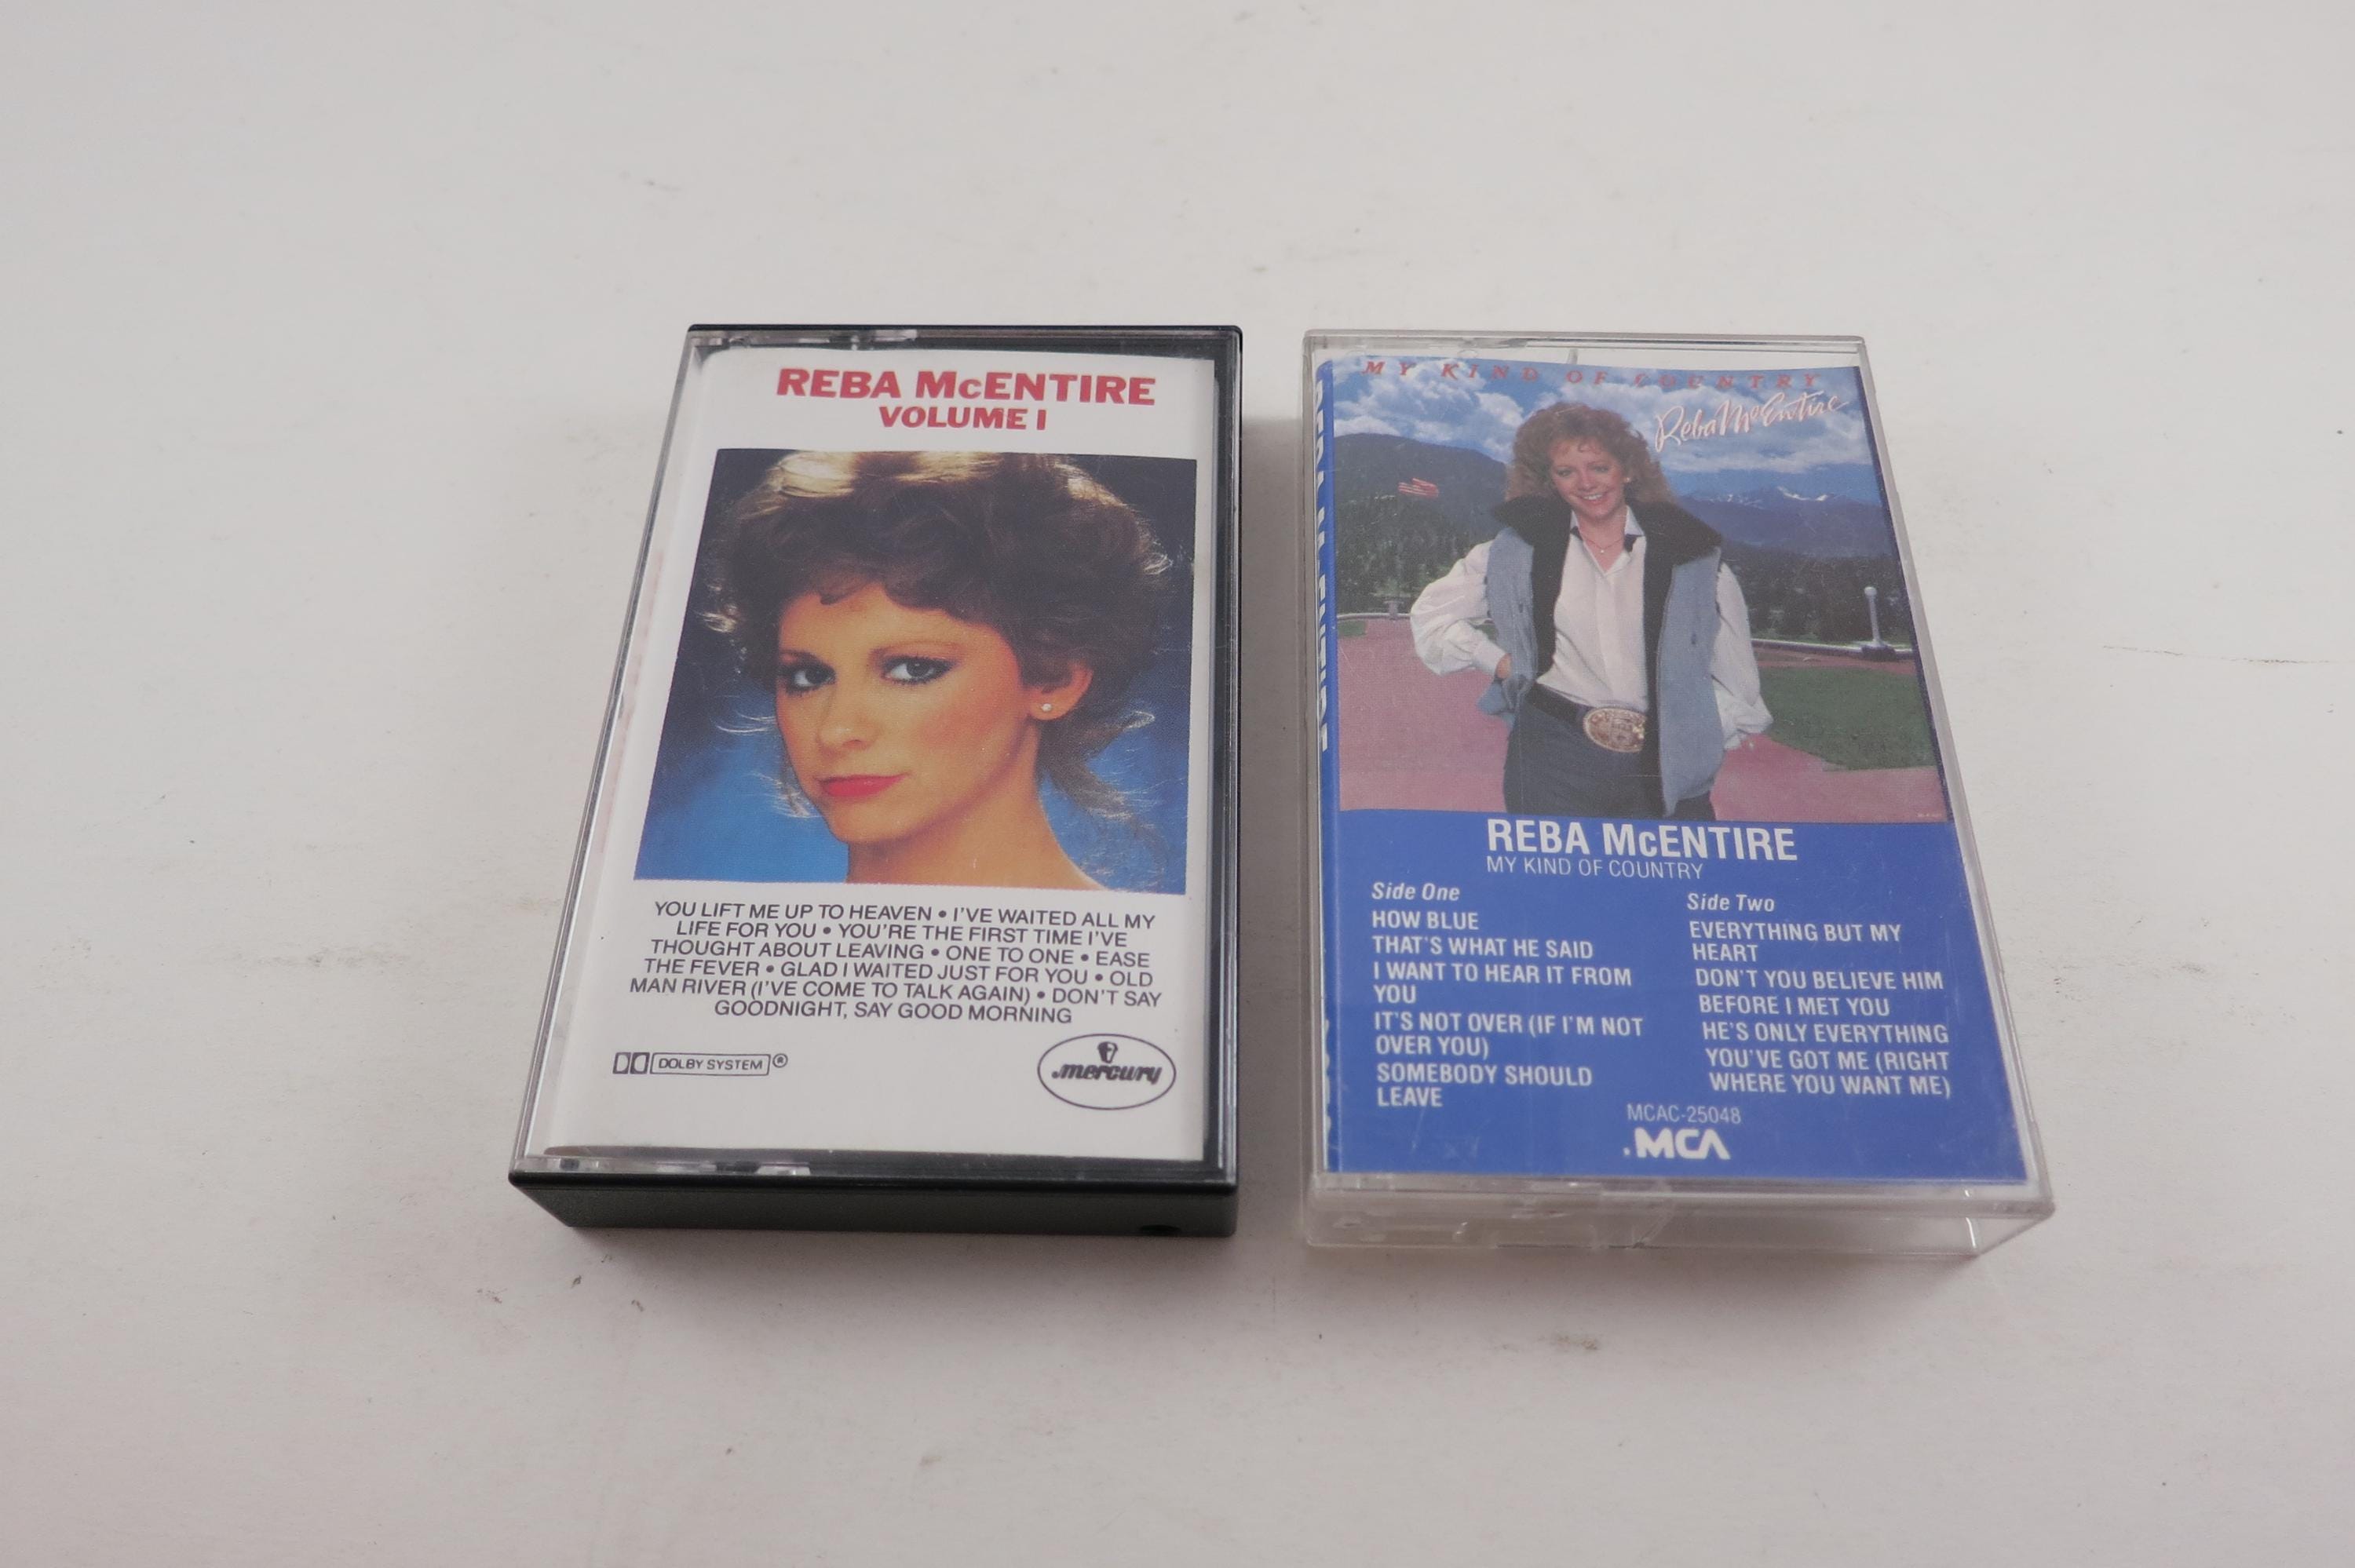 REBA McENTIRE
VOLUME I
YOU LIFT ME UP TO HEAVEN • I'VE WAITED ALL MY
LIFE FOR YOU • YOU'RE THE FIRST TIME I'VE
THOUGHT ABOUT LEAVING • ONE TO ONE • EASE
THE FEVER • GLAD I WAITED JUST FOR YOU • OLD
MAN RIVER (I'VE COME TO TALK AGAIN) • DON'T SAY
GOODNIGHT, SAY GOOD MORNING
DOLBY SYSTEM ®
mercury
MY KIND OF COUNTRY
Reba McEntire
REBA McENTIRE
MY KIND OF COUNTRY
Side One
HOW BLUE
THAT'S WHAT HE SAID
I WANT TO HEAR IT FROM
YOU
IT'S NOT OVER (IF I'M NOT
OVER YOU)
SOMEBODY SHOULD
LEAVE
Side Two
EVERYTHING BUT MY
HEART
DON'T YOU BELIEVE HIM
BEFORE I MET YOU
HE'S ONLY EVERYTHING
YOU'VE GOT ME (RIGHT
WHERE YOU WANT ME)
MCAC-25048
MCA